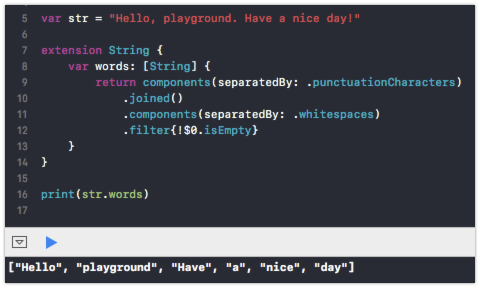 5 var str = "Hello, playground. Have a nice day!"
6
7 extension String {
8 var words: [String] {
9 return components(separatedBy: .punctuationCharacters)
10 .joined()
11 .components(separatedBy: .whitespaces)
12 .filter{!$0.isEmpty}
13 }
14 }
15
16 print(str.words)
17
["Hello", "playground", "Have", "a", "nice", "day"]